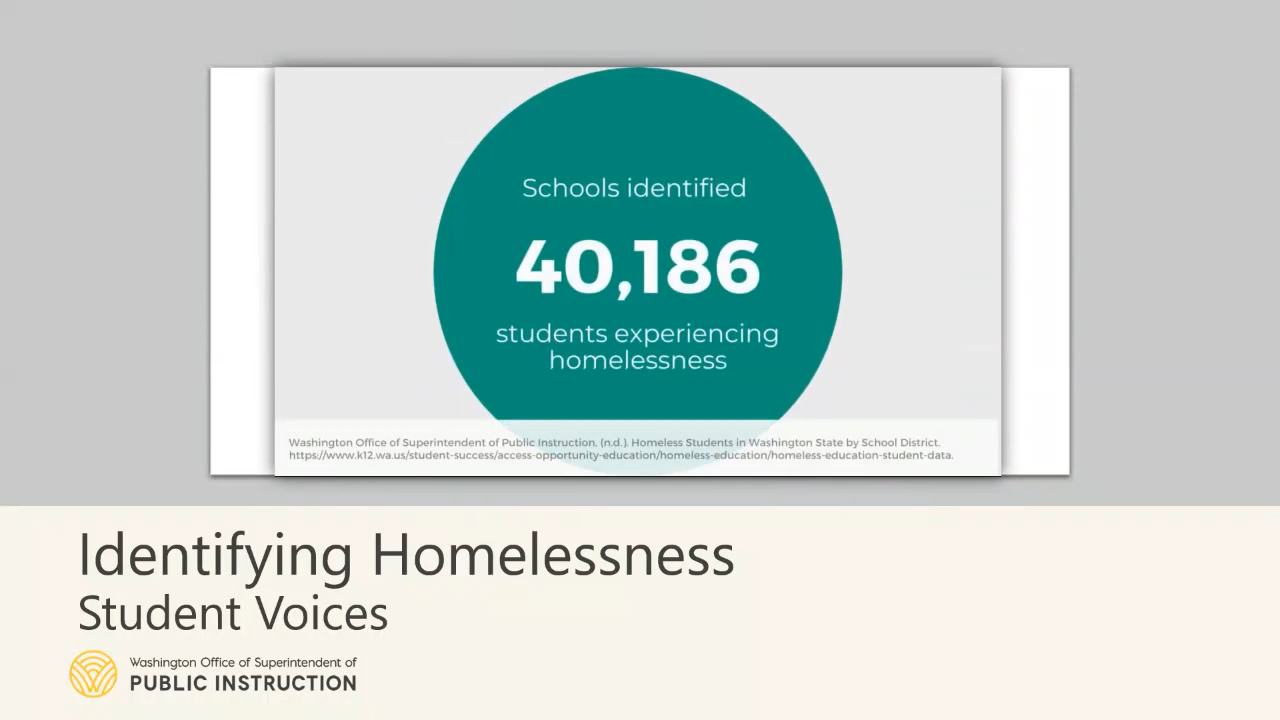 Schools identified
40,186
students experiencing
homelessness
Washington Office of Superintendent of Public Instruction. (n.d.). Homeless Students in Washington State by School District.
https://www.k12.wa.us/student-success/access-opportunity-education/homeless-education/homeless-education-student-data.
Identifying Homelessness
Student Voices
Washington Office of Superintendent of
PUBLIC INSTRUCTION